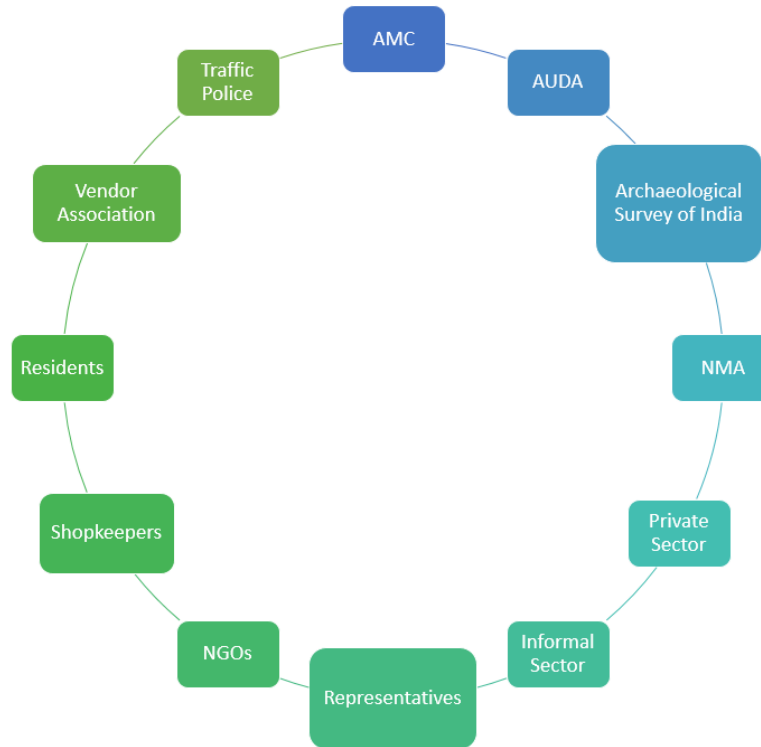 AMC
AUDA
Archaeological
Survey of India
NMA
Private
Sector
Informal
Sector
Representatives
NGOs
Shopkeepers
Residents
Vendor
Association
Traffic
Police